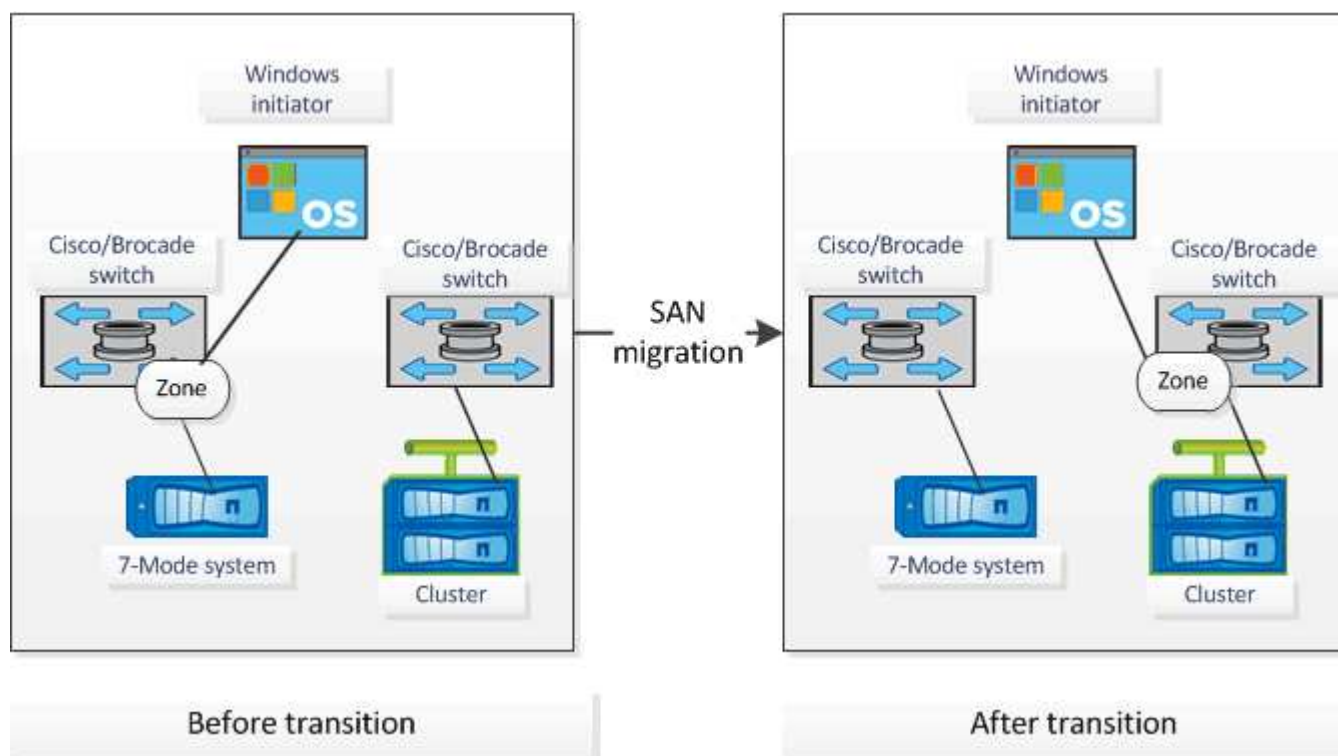 Windows
initiator
OS
Cisco/Brocade
switch
Cisco/Brocade
switch
Zone
7-Mode system
n
n
n
Cluster
SAN
migration
Windows
initiator
OS
Cisco/Brocade
switch
Cisco/Brocade
switch
Zone
7-Mode system
n
n
n
Cluster
Before transition
After transition